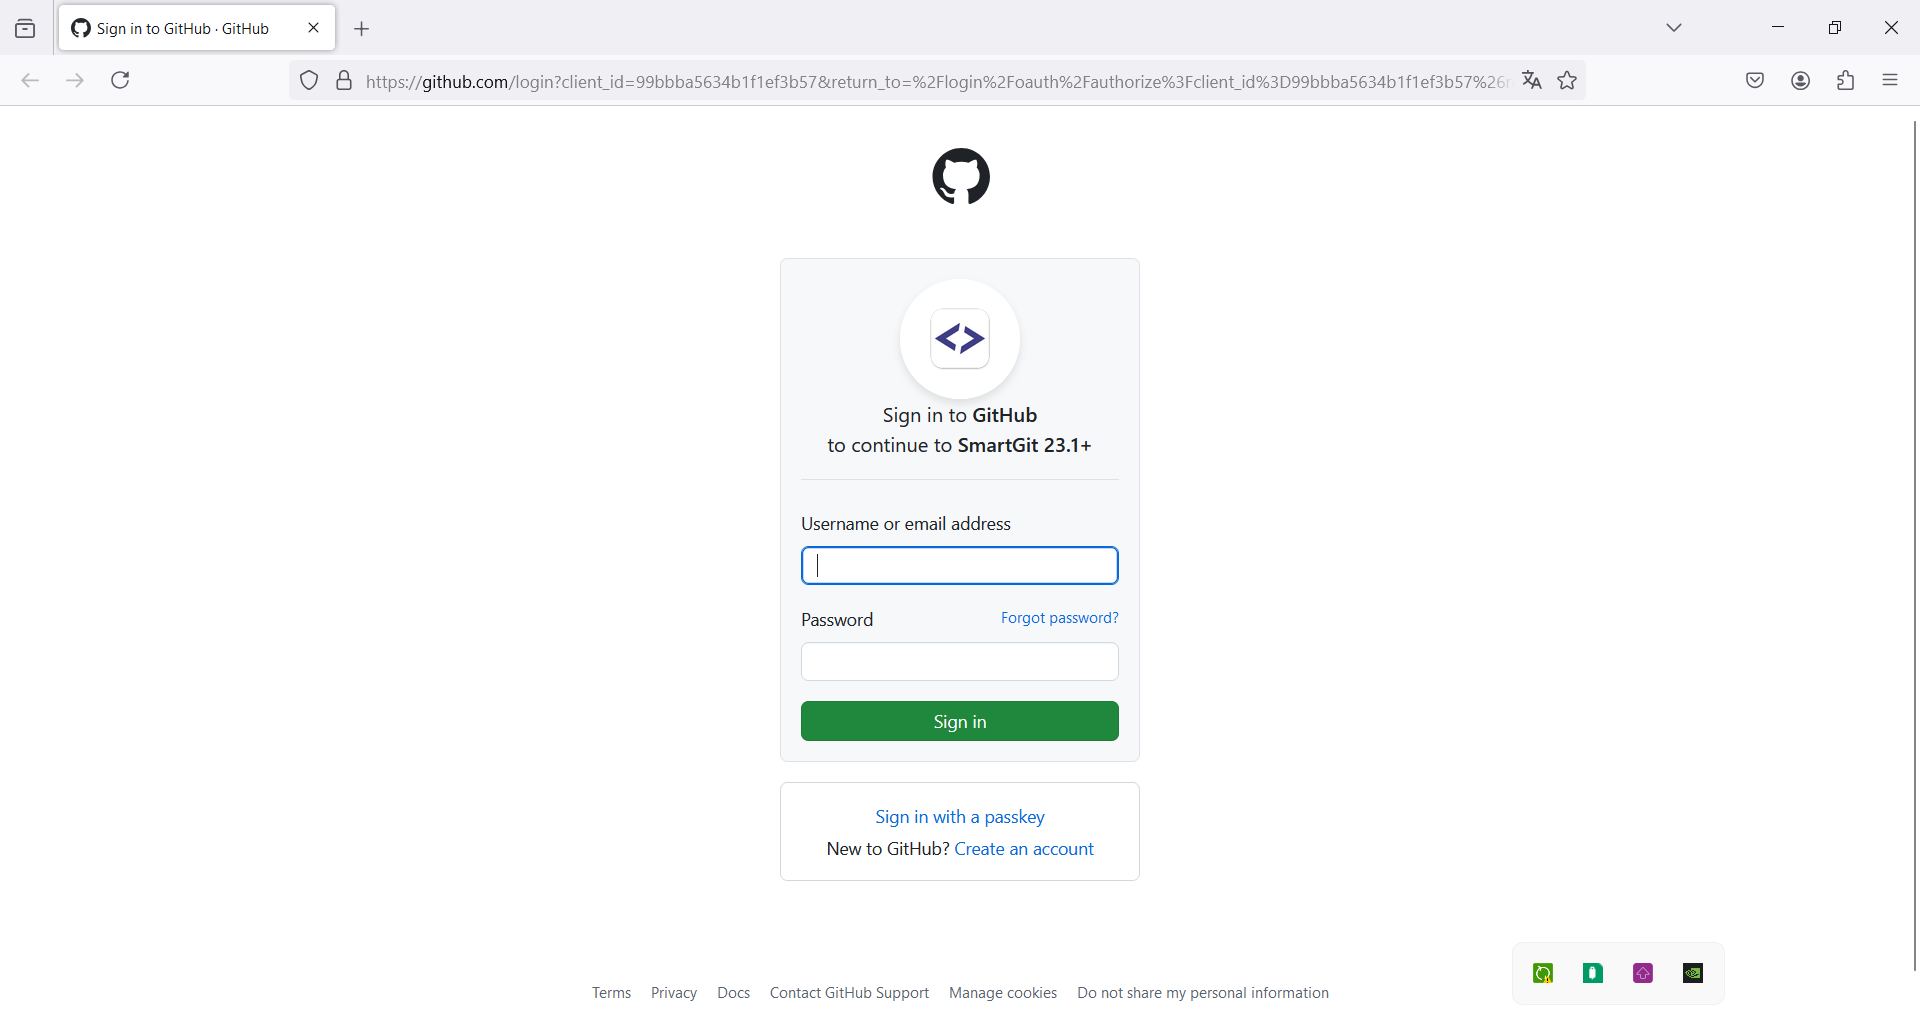 Sign in to GitHub · GitHub
https://github.com/login?client_id=99bbba5634b1f1ef3b57&return_to=%2Flogin%2Foauth%2Fauthorize%3Fclient_id%3D99bbba5634b1f1ef3b57%26r
Sign in to GitHub
to continue to SmartGit 23.1+
Username or email address
Password
Forgot password?
Sign in
Sign in with a passkey
New to GitHub? Create an account
Terms Privacy Docs Contact GitHub Support Manage cookies Do not share my personal information